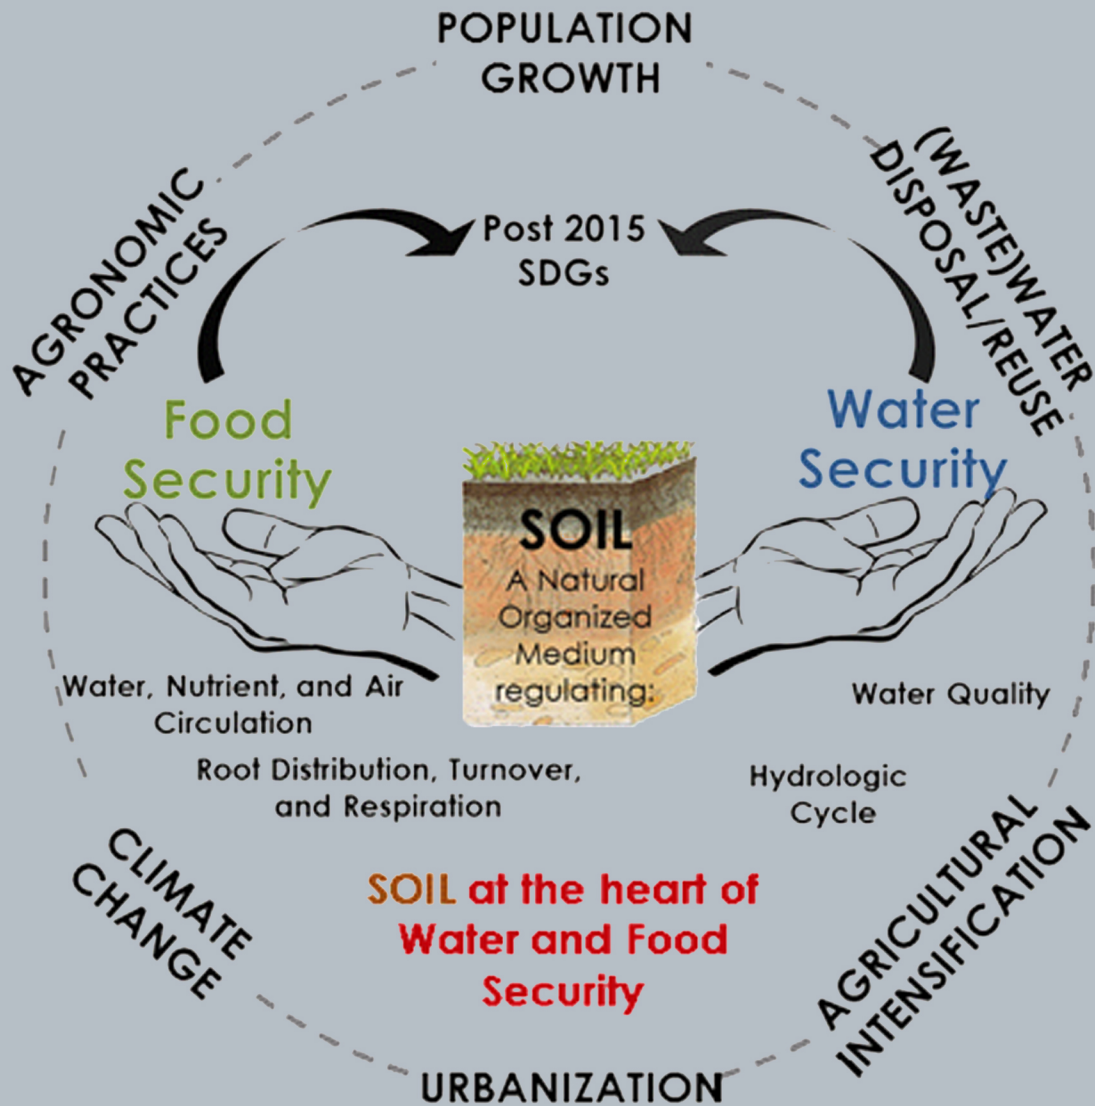 POPULATION
GROWTH
AGRONOMIC
PRACTICES
(WASTE)WATER
DISPOSAL/REUSE
Post 2015
SDGs
Food
Security
Water
Security
SOIL
A Natural
Organized
Medium
regulating:
Water, Nutrient, and Air
Circulation
Water Quality
Root Distribution, Turnover,
and Respiration
Hydrologic
Cycle
CLIMATE
CHANGE
SOIL at the heart of
Water and Food
Security
AGRICULTURAL
INTENSIFICATION
URBANIZATION